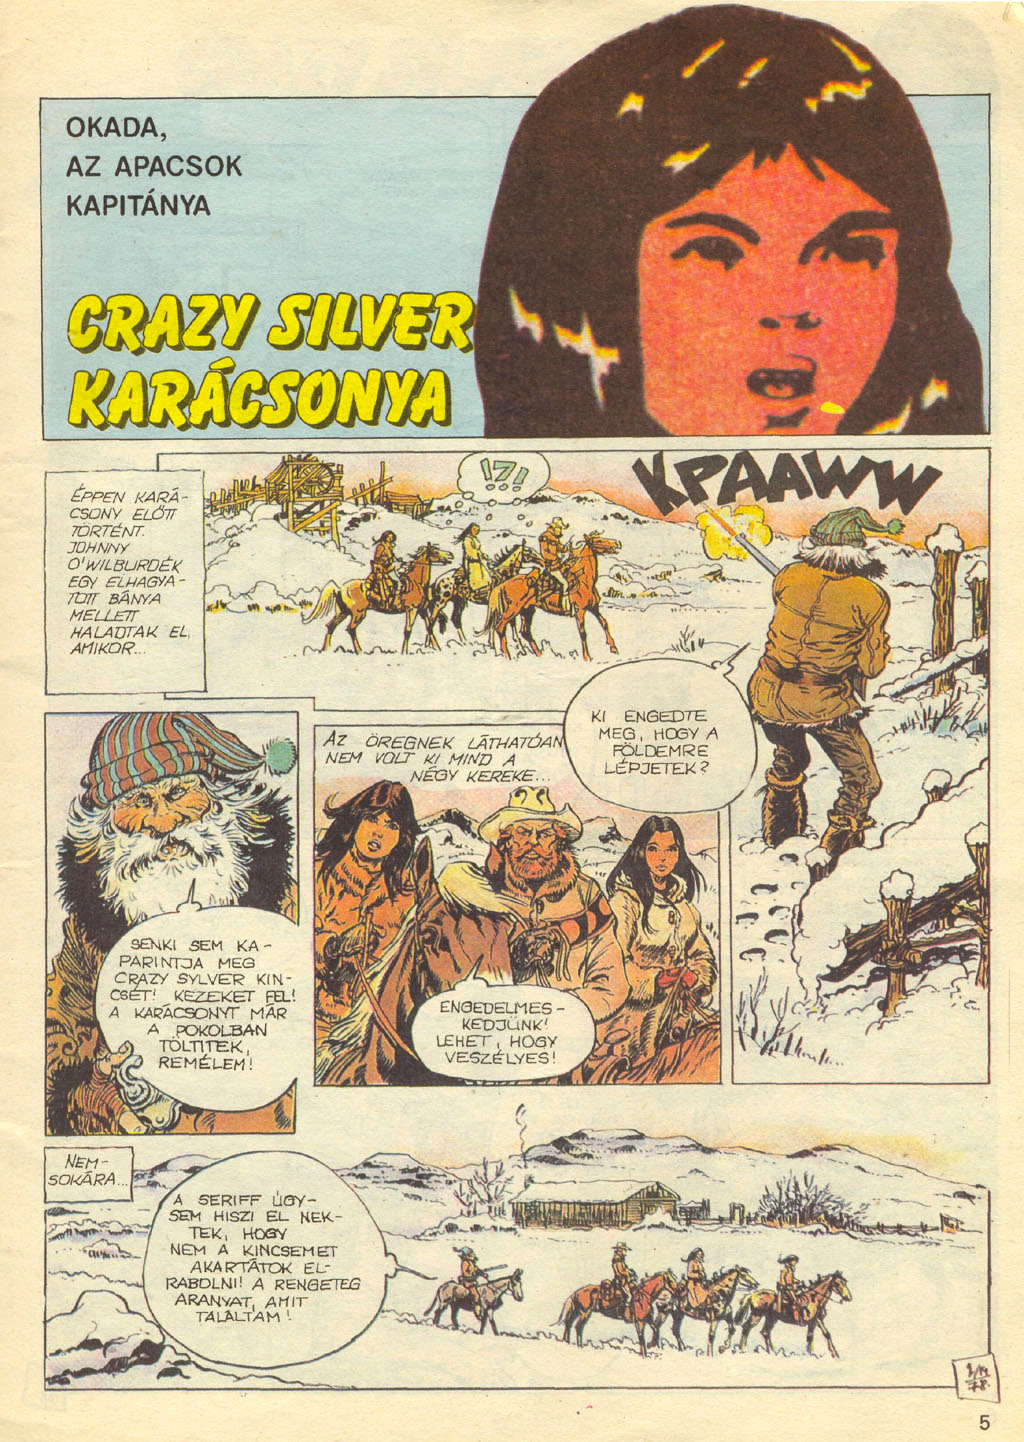 OKADA,
AZ APACSOK
KAPITÁNYA
CRAZY SILVER
KARÁCSONYA
ÉPPEN KARÁ-
CSONY ELŐTT
TÖRTÉNT.
JOHNNY
O'WILBURDÉK
EGY ELHAGYA-
TOTT BÁNYA
MELLETT
HALADTAK EL,
AMIKOR...
!?!
KPAAWW
KI ENGEDTE
MEG, HOGY A
FÖLDEMRE
LÉPJETEK?
SENKI SEM KA-
PARINTJA MEG
CRAZY SYLVER KIN-
CSÉT! KEZEKET FEL!
A KARÁCSONYT MÁR
A POKOLBAN
TÖLTITEK,
REMÉLEM!
AZ ÖREGNEK LÁTHATÓAN
NEM VOLT KI MIND A
NÉGY KEREKE...
ENGEDELMES-
KEDJÜNK!
LEHET, HOGY
VESZÉLYES!
NEM-
SOKÁRA...
A SERIFF ÚGY-
SEM HISZI EL NEK-
TEK, HOGY
NEM A KINCSEMET
AKARTÁTOK EL-
RABOLNI! A RENGETEG
ARANYAT, AMIT
TALÁLTAM!
5